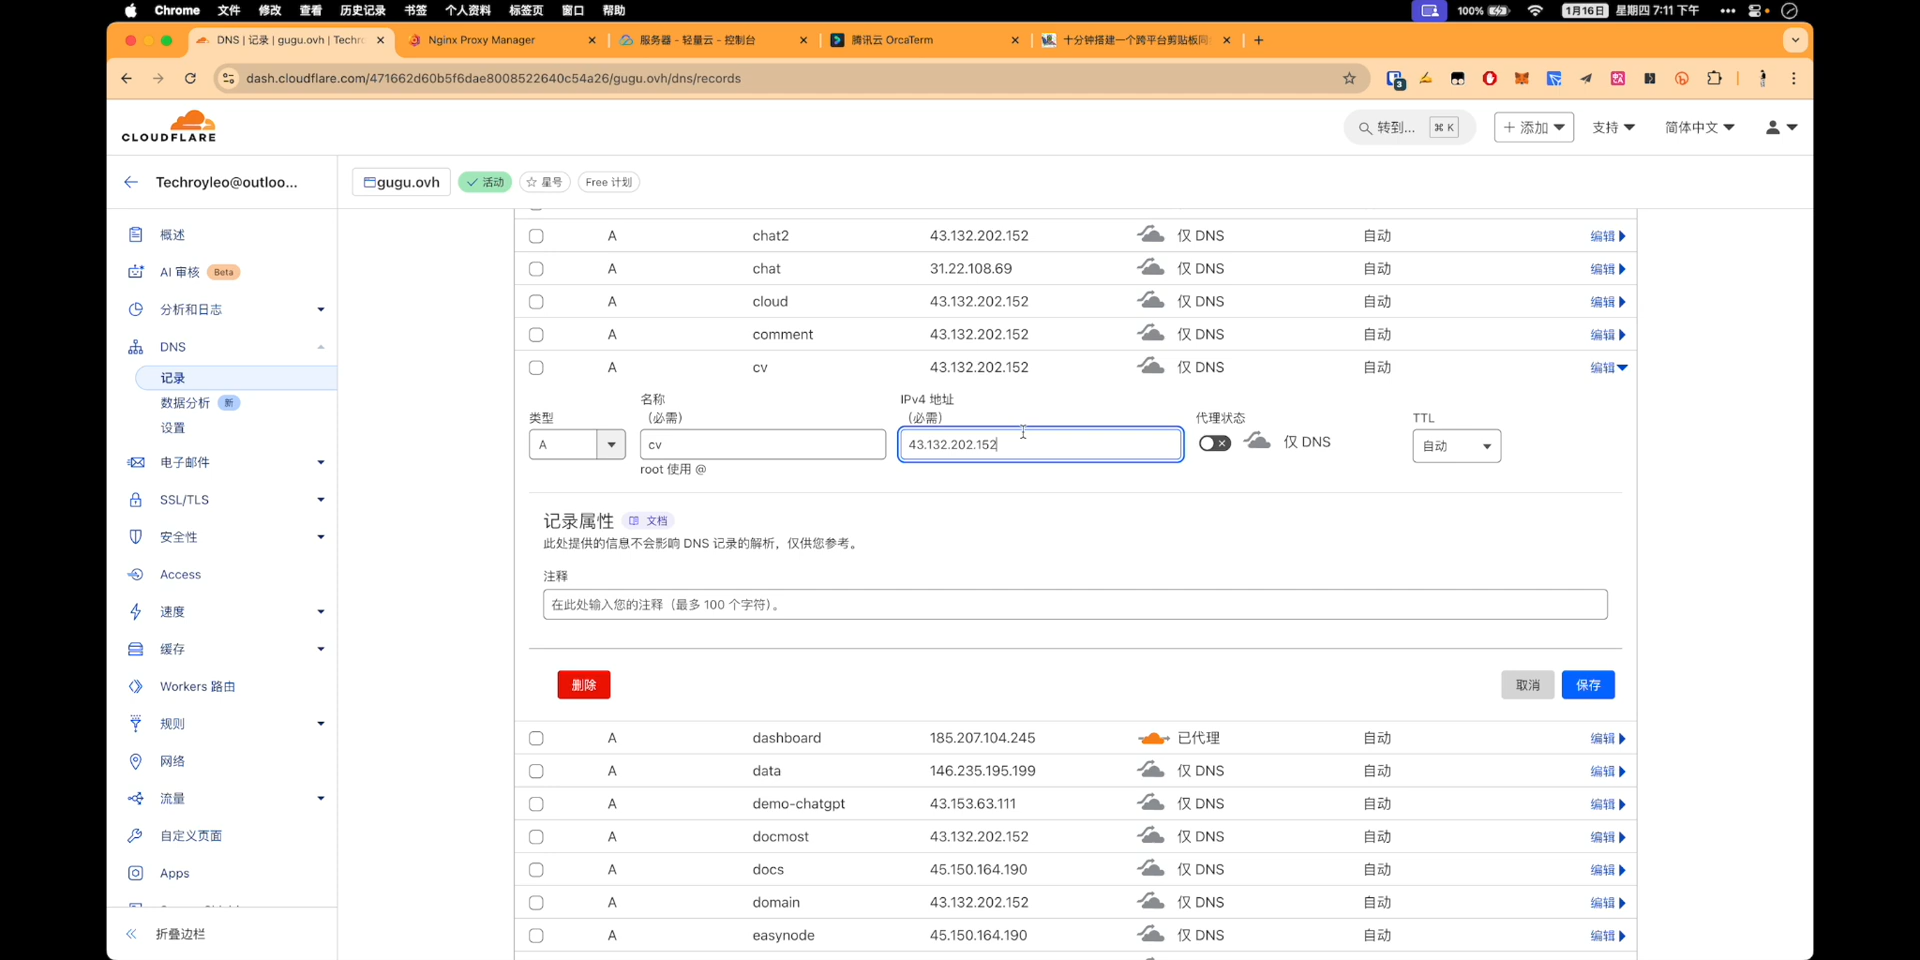 Chrome 文件 修改 查看 历史记录 书签 个人资料 标签页 窗口 帮助 100% 1月16日 星期四 7:11 下午
DNS | 记录 | gugu.ovh | Techr Nginx Proxy Manager 服务器 - 轻量云 - 控制台 腾讯云 OrcaTerm 十分钟搭建一个跨平台剪贴板同
dash.cloudflare.com/471662d60b5f6dae8008522640c54a26/gugu.ovh/dns/records
CLOUDFLARE 转到... ⌘ K + 添加 支持 简体中文
Techroyleo@outloo... gugu.ovh 活动 星号 Free 计划
概述
AI 审核 Beta
分析和日志
DNS
记录
数据分析 新
设置
电子邮件
SSL/TLS
安全性
Access
速度
缓存
Workers 路由
规则
网络
流量
自定义页面
Apps
折叠边栏
A chat2 43.132.202.152 仅 DNS 自动 编辑
A chat 31.22.108.69 仅 DNS 自动 编辑
A cloud 43.132.202.152 仅 DNS 自动 编辑
A comment 43.132.202.152 仅 DNS 自动 编辑
A cv 43.132.202.152 仅 DNS 自动 编辑
名称 IPv4 地址
类型 (必需) (必需) 代理状态 TTL
A cv 43.132.202.152 仅 DNS 自动
root 使用 @
记录属性 文档
此处提供的信息不会影响 DNS 记录的解析，仅供您参考。
注释
在此处输入您的注释（最多 100 个字符）。
删除 取消 保存
A dashboard 185.207.104.245 已代理 自动 编辑
A data 146.235.195.199 仅 DNS 自动 编辑
A demo-chatgpt 43.153.63.111 仅 DNS 自动 编辑
A docmost 43.132.202.152 仅 DNS 自动 编辑
A docs 45.150.164.190 仅 DNS 自动 编辑
A domain 43.132.202.152 仅 DNS 自动 编辑
A easynode 45.150.164.190 仅 DNS 自动 编辑